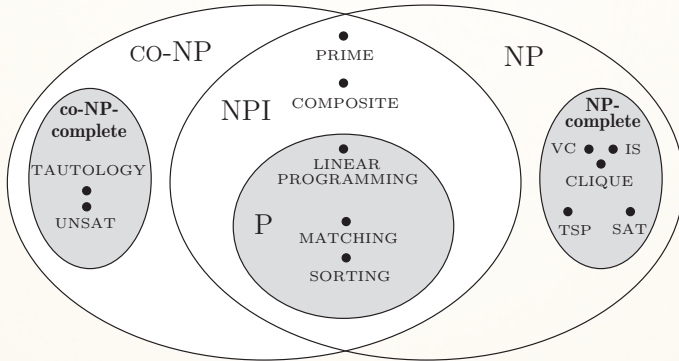 CO-NP
NP
PRIME
NPI
COMPOSITE
co-NP-
complete
TAUTOLOGY
UNSAT
LINEAR
PROGRAMMING
P
MATCHING
SORTING
NP-
complete
VC
IS
CLIQUE
TSP
SAT